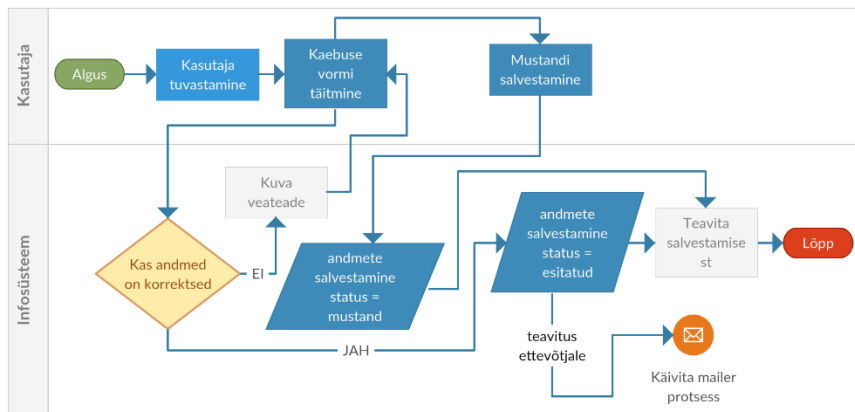 Kasutaja
Algus
Kasutaja
tuvastamine
Kaebuse
vormi
täitmine
Mustandi
salvestamine
Infosüsteem
Kuva
veateade
Kas andmed
on korrektsed
EI
andmete
salvestamine
status =
mustand
andmete
salvestamine
status =
esitatud
Teavita
salvestamise
st
Lõpp
JAH
teavitus
ettevõtjale
Käivita mailer
protsess